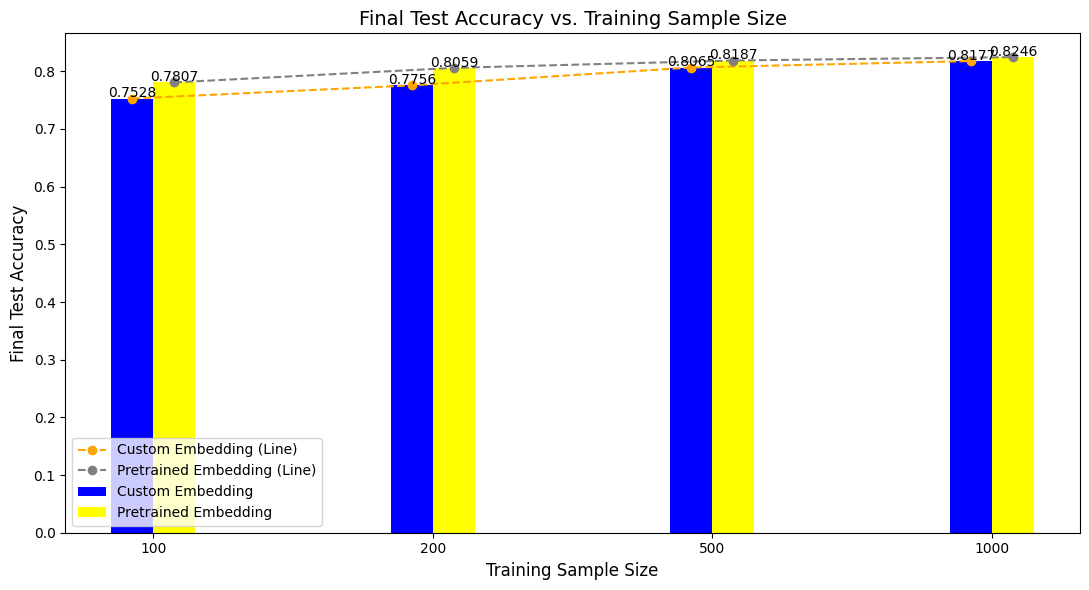 Final Test Accuracy vs. Training Sample Size
Final Test Accuracy
0.8
0.7
0.6
0.5
0.4
0.3
0.2
0.1
0.0
0.7528
0.7807
0.7756
0.8059
0.8065
0.8187
0.8177
0.8246
Custom Embedding (Line)
Pretrained Embedding (Line)
Custom Embedding
Pretrained Embedding
100 200 500 1000
Training Sample Size